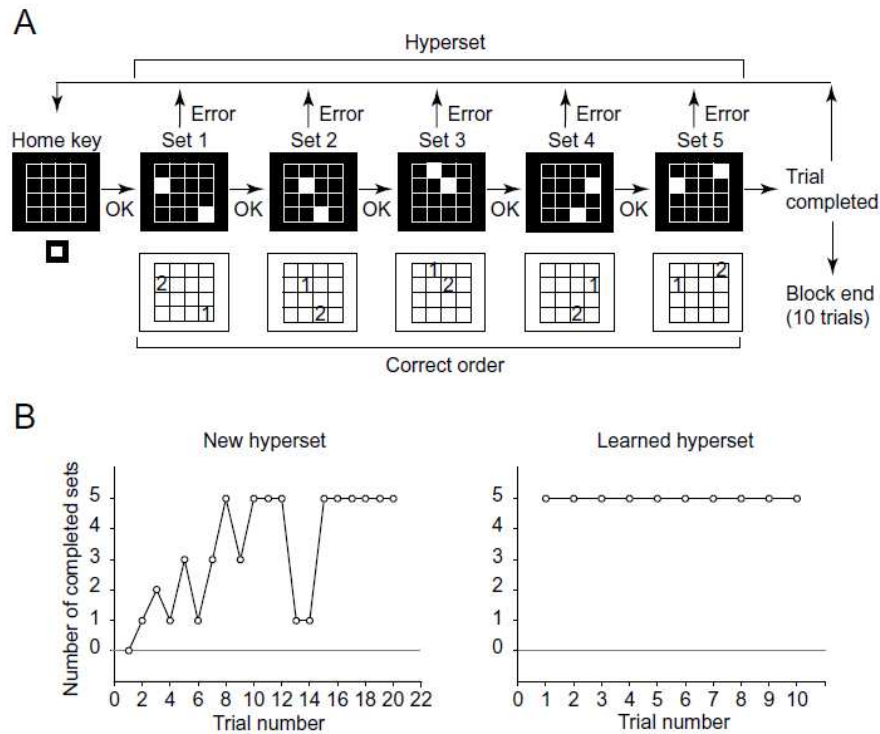 A
Hyperset
Error Error Error Error Error
Home key Set 1 Set 2 Set 3 Set 4 Set 5
OK OK OK OK OK
Trial
completed
2 1
1 2
1 2
1 2
1 2
Block end
(10 trials)
Correct order
B
New hyperset
Number of completed sets
5
4
3
2
1
0
0 2 4 6 8 10 12 14 16 18 20 22
Trial number
Learned hyperset
5
4
3
2
1
0
0 1 2 3 4 5 6 7 8 9 10
Trial number